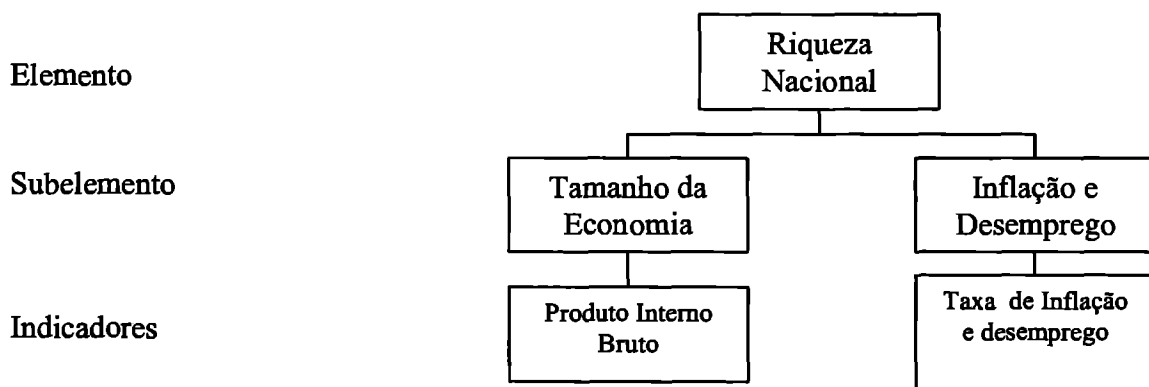 Elemento
Riqueza
Nacional
Subelemento
Tamanho da
Economia
Inflação e
Desemprego
Indicadores
Produto Interno
Bruto
Taxa de Inflação
e desemprego